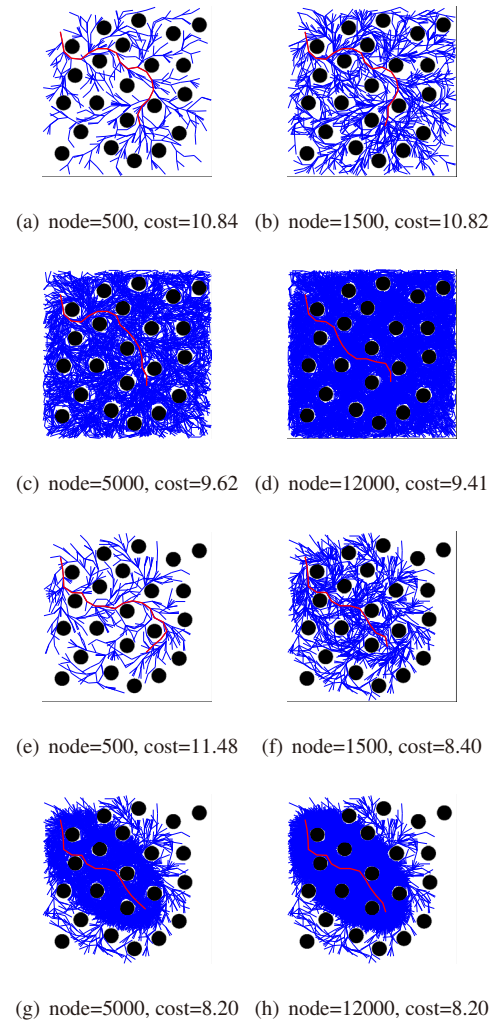 (a) node=500, cost=10.84 (b) node=1500, cost=10.82
(c) node=5000, cost=9.62 (d) node=12000, cost=9.41
(e) node=500, cost=11.48 (f) node=1500, cost=8.40
(g) node=5000, cost=8.20 (h) node=12000, cost=8.20